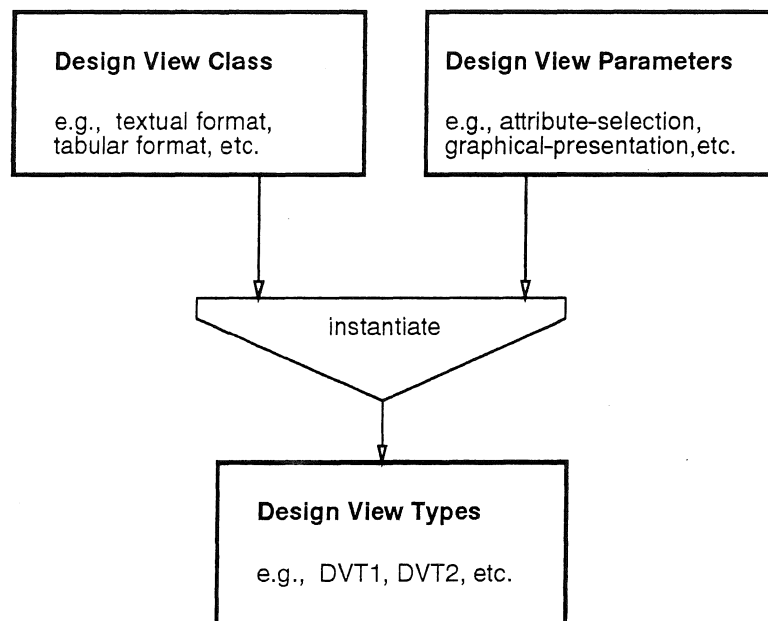 Design View Class
e.g., textual format,
tabular format, etc.
Design View Parameters
e.g., attribute-selection,
graphical-presentation,etc.
instantiate
Design View Types
e.g., DVT1, DVT2, etc.